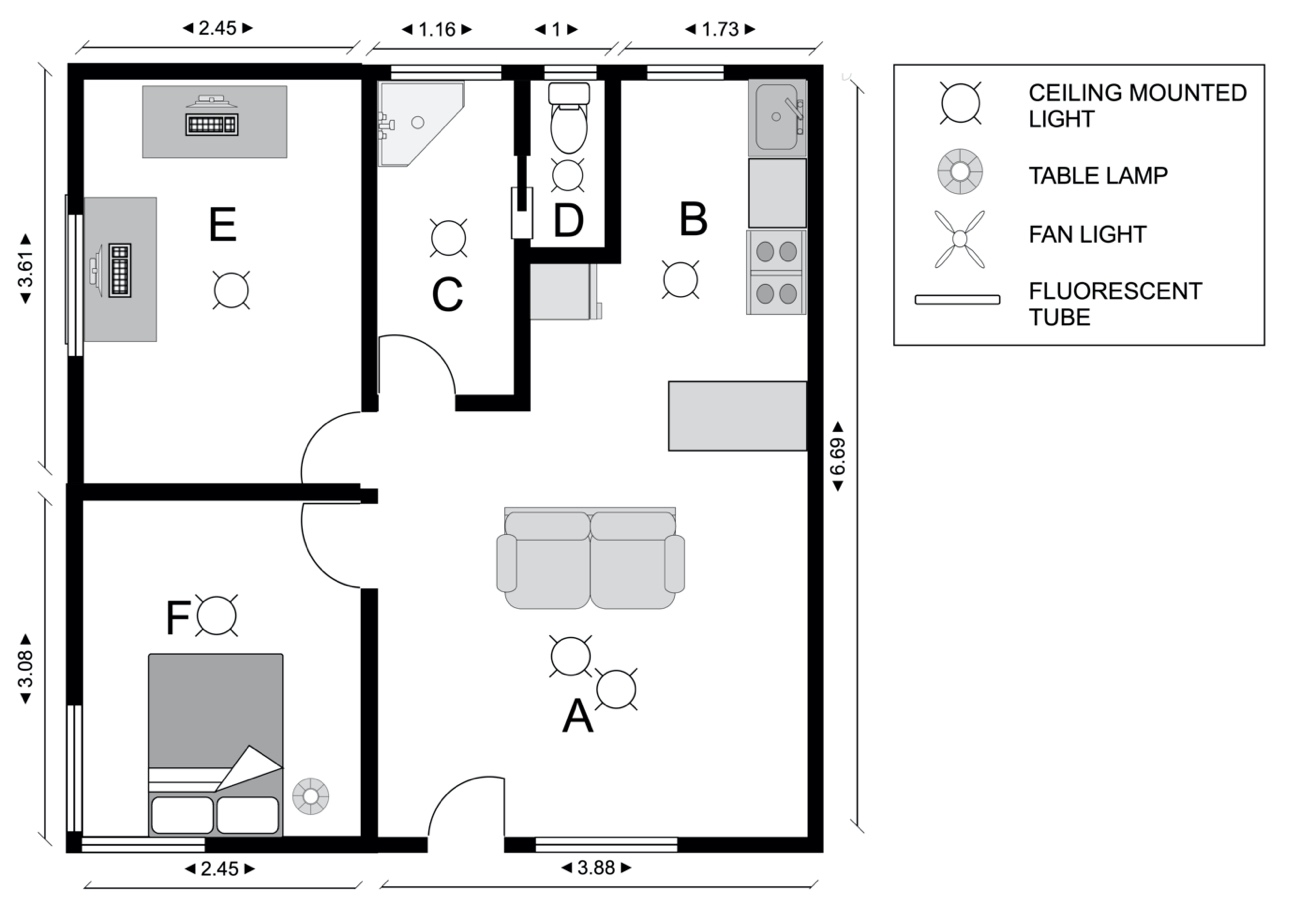 ◄2.45►
◄1.16►
◄1►
◄1.73►
CEILING MOUNTED
LIGHT
TABLE LAMP
FAN LIGHT
FLUORESCENT
TUBE
E
D
B
C
◄3.61►
◄6.69►
F
A
◄3.08►
◄2.45►
◄3.88►